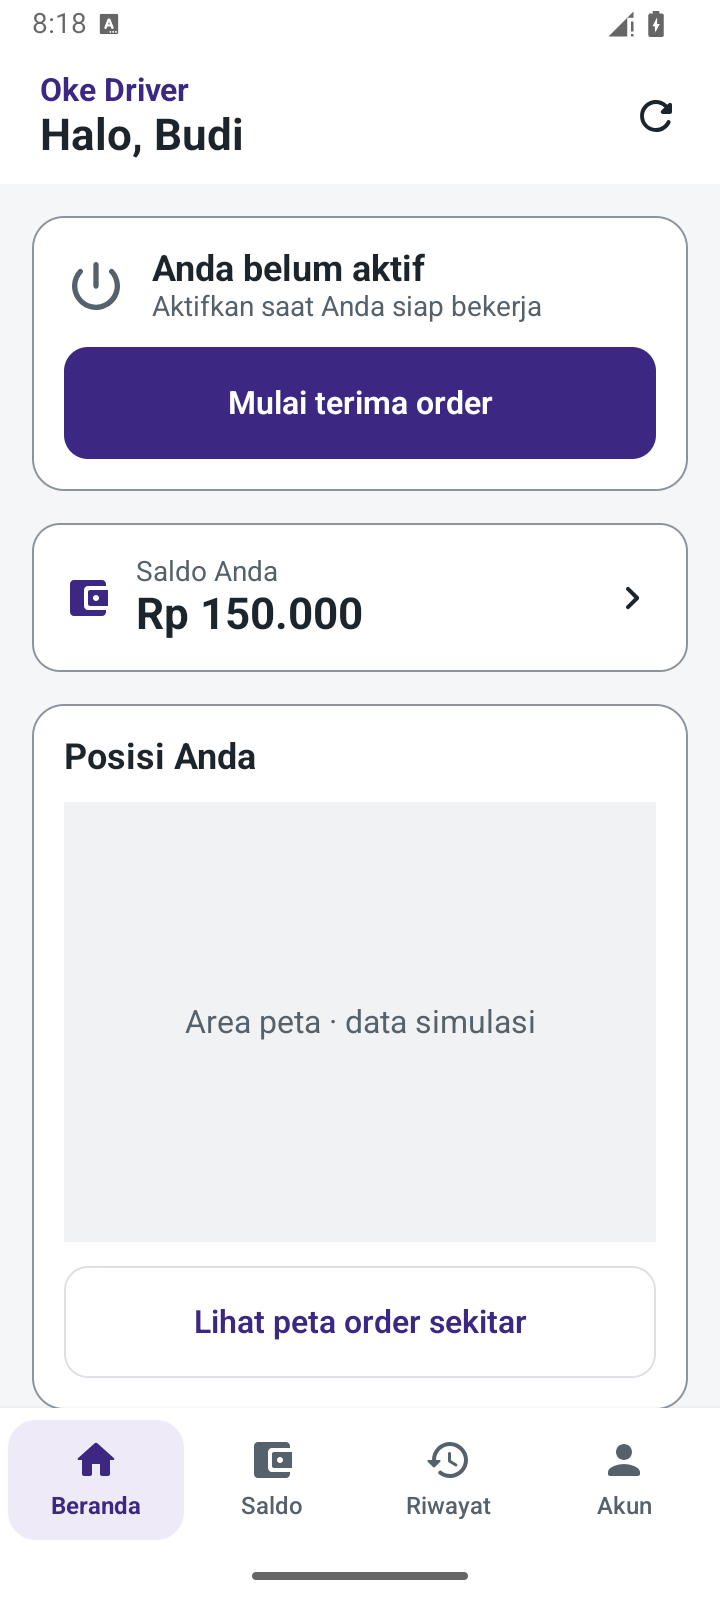 8:18
Oke Driver
Halo, Budi
Anda belum aktif
Aktifkan saat Anda siap bekerja
Mulai terima order
Saldo Anda
Rp 150.000
Posisi Anda
Area peta · data simulasi
Lihat peta order sekitar
Beranda
Saldo
Riwayat
Akun